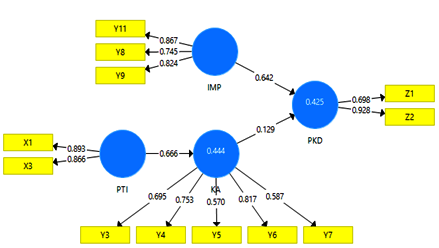 Y11
0.867
Y8
0.745
Y9
0.824
IMP
0.642
0.425
PKD
0.698
Z1
0.928
Z2
0.129
X1
0.893
X3
0.866
PTI
0.666
0.444
KA
0.695
0.753
0.570
0.817
0.587
Y3
Y4
Y5
Y6
Y7